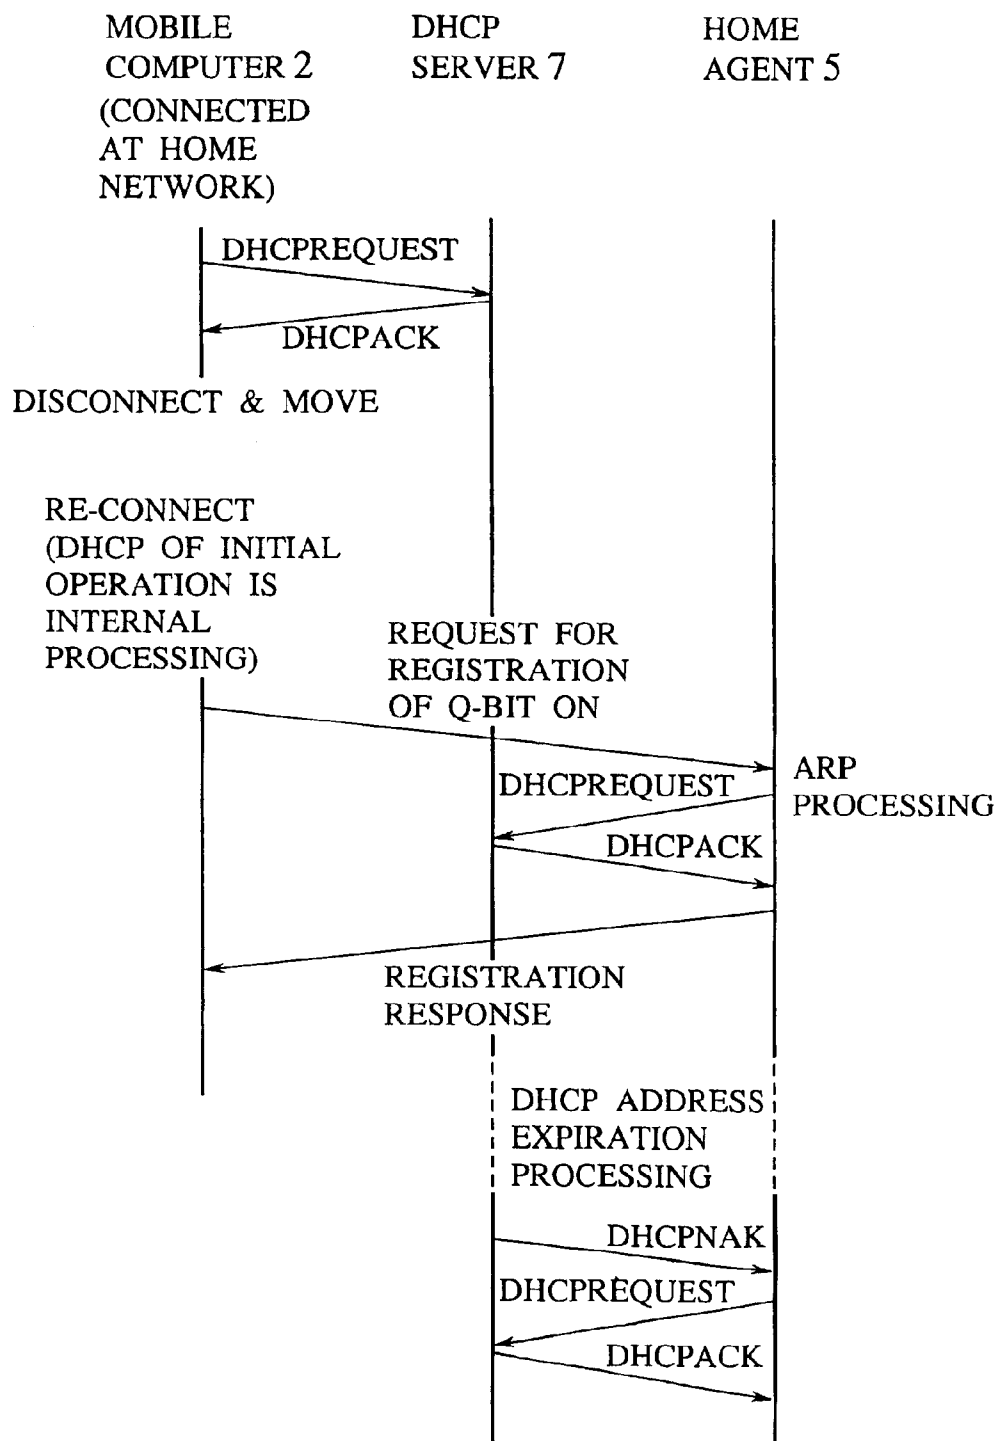 MOBILE
COMPUTER 2
(CONNECTED
AT HOME
NETWORK)
DHCP
SERVER 7
HOME
AGENT 5
DHCPREQUEST
DHCPACK
DISCONNECT & MOVE
RE-CONNECT
(DHCP OF INITIAL
OPERATION IS
INTERNAL
PROCESSING)
REQUEST FOR
REGISTRATION
OF Q-BIT ON
ARP
PROCESSING
DHCPREQUEST
DHCPACK
REGISTRATION
RESPONSE
DHCP ADDRESS
EXPIRATION
PROCESSING
DHCPNAK
DHCPREQUEST
DHCPACK